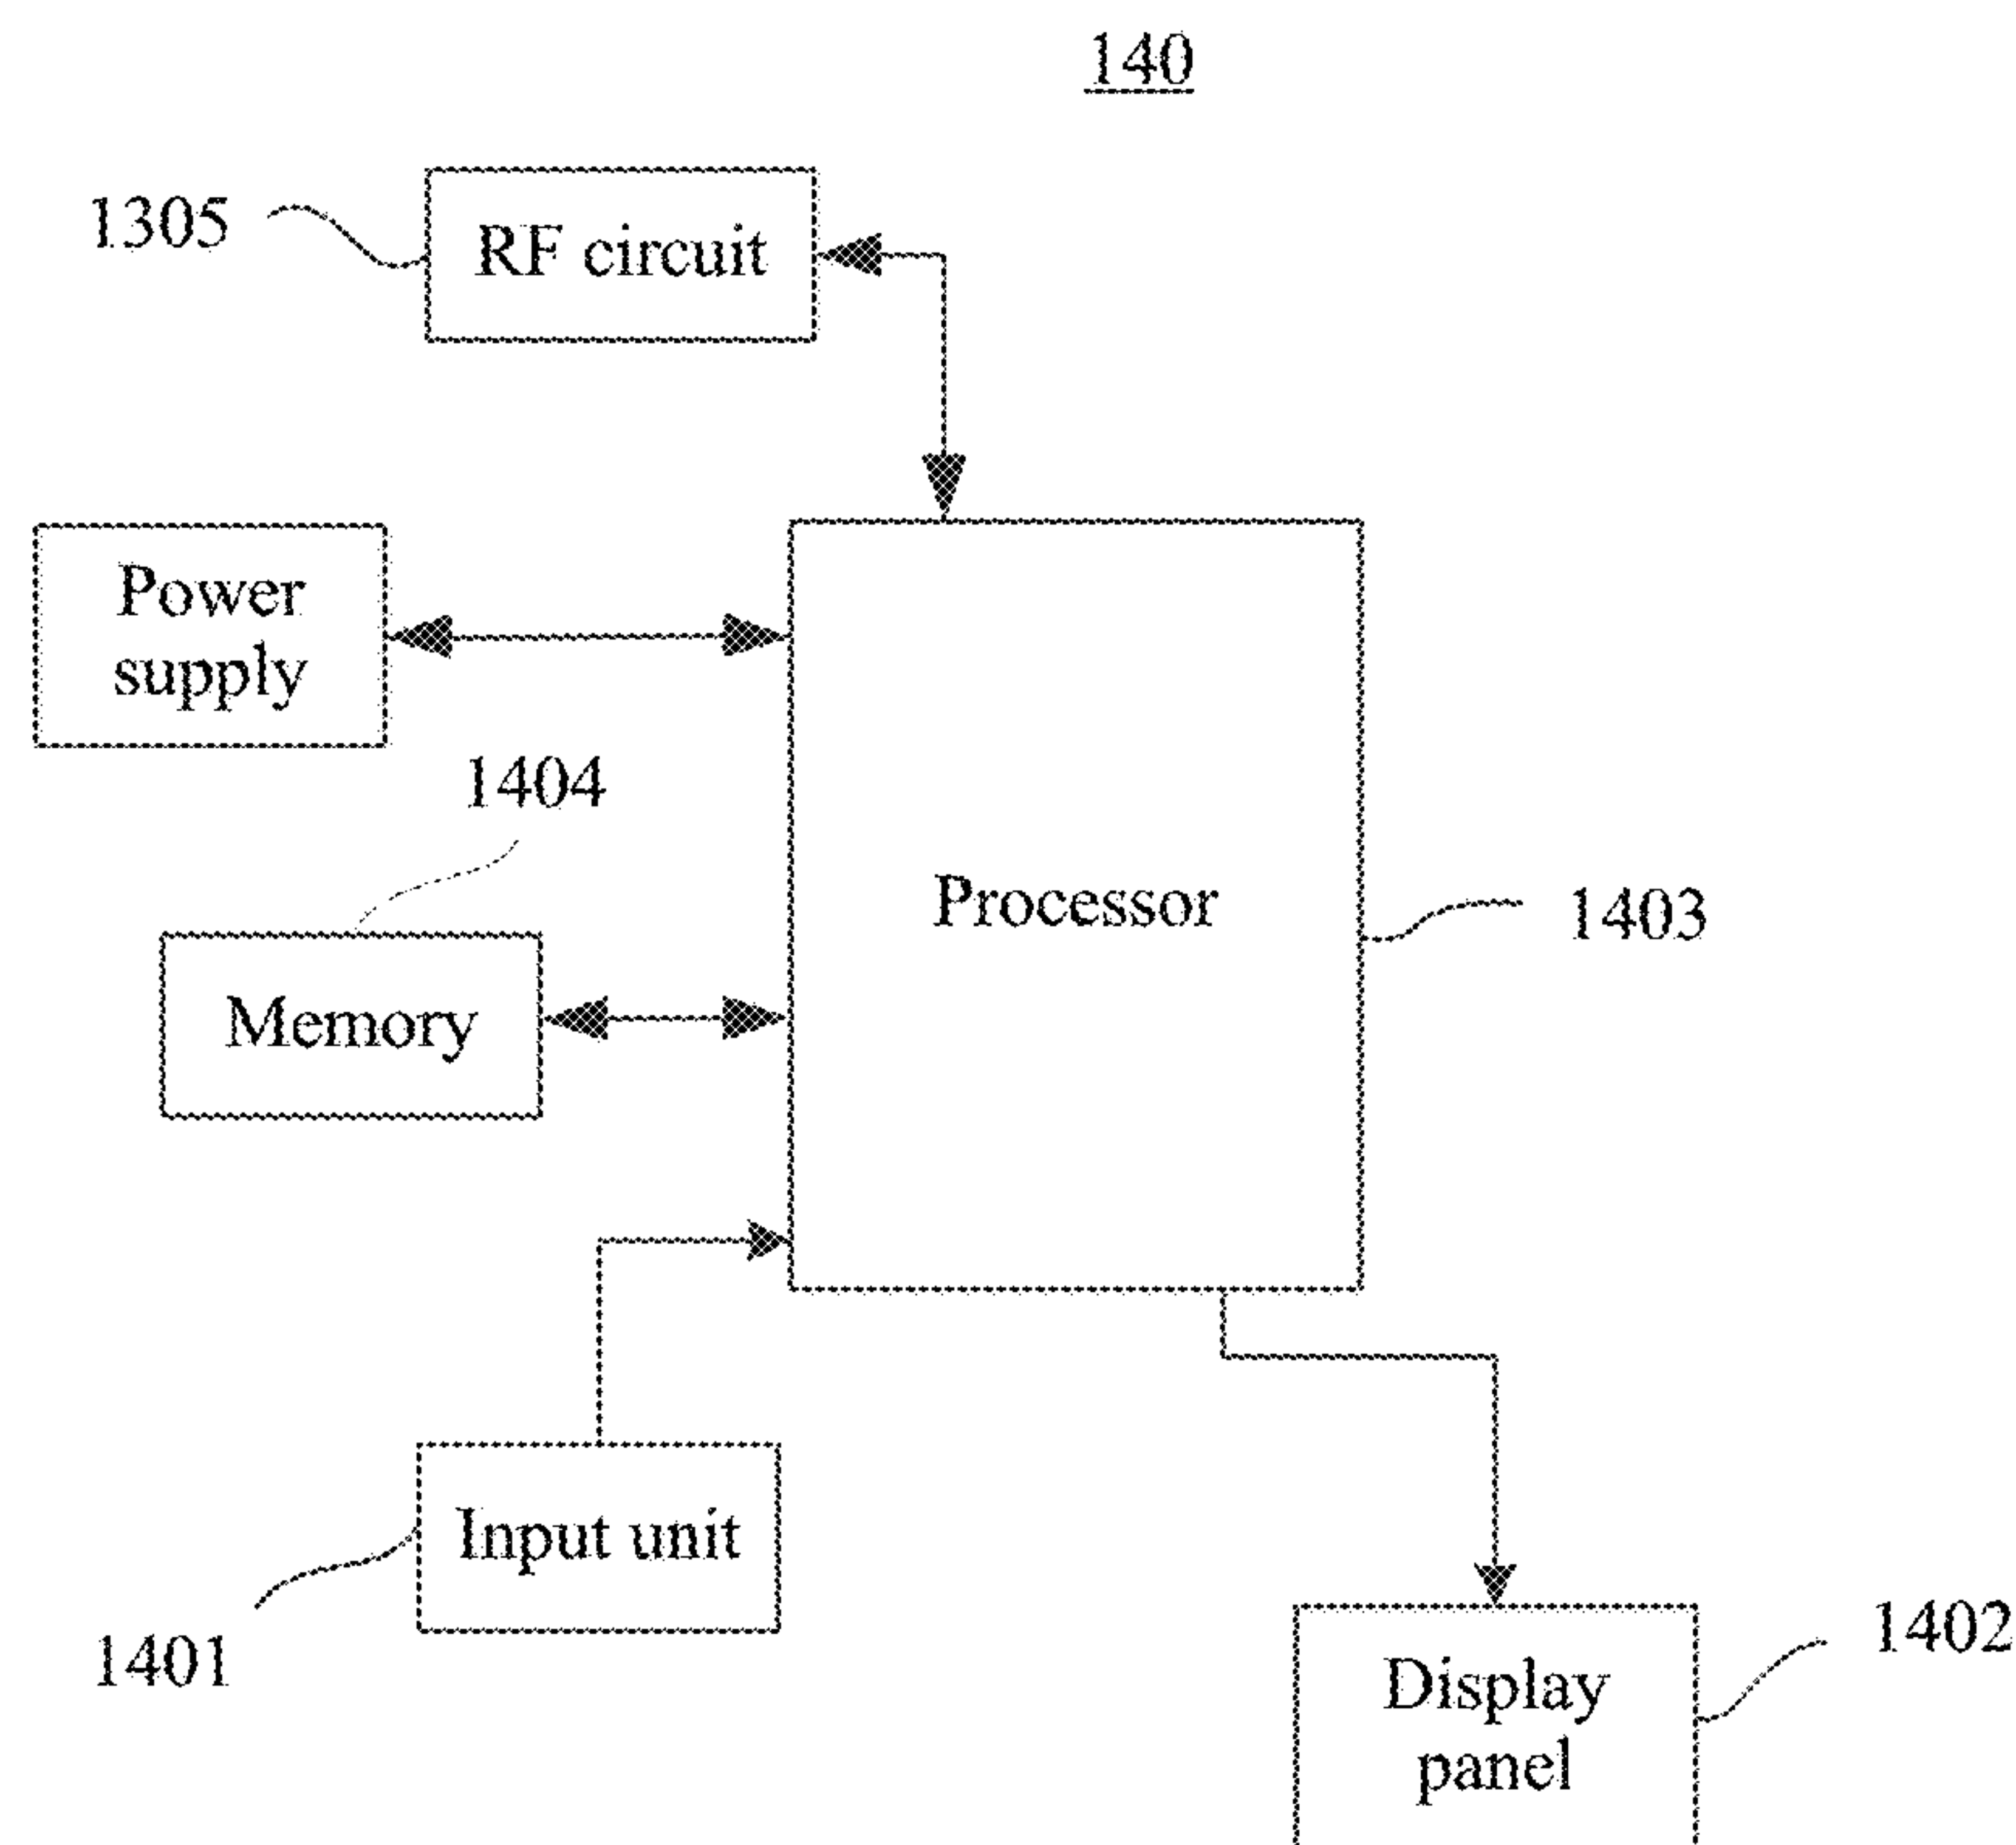 140
1305
RF circuit
Power
supply
1404
Processor
1403
Memory
Input unit
1401
1402
Display
panel